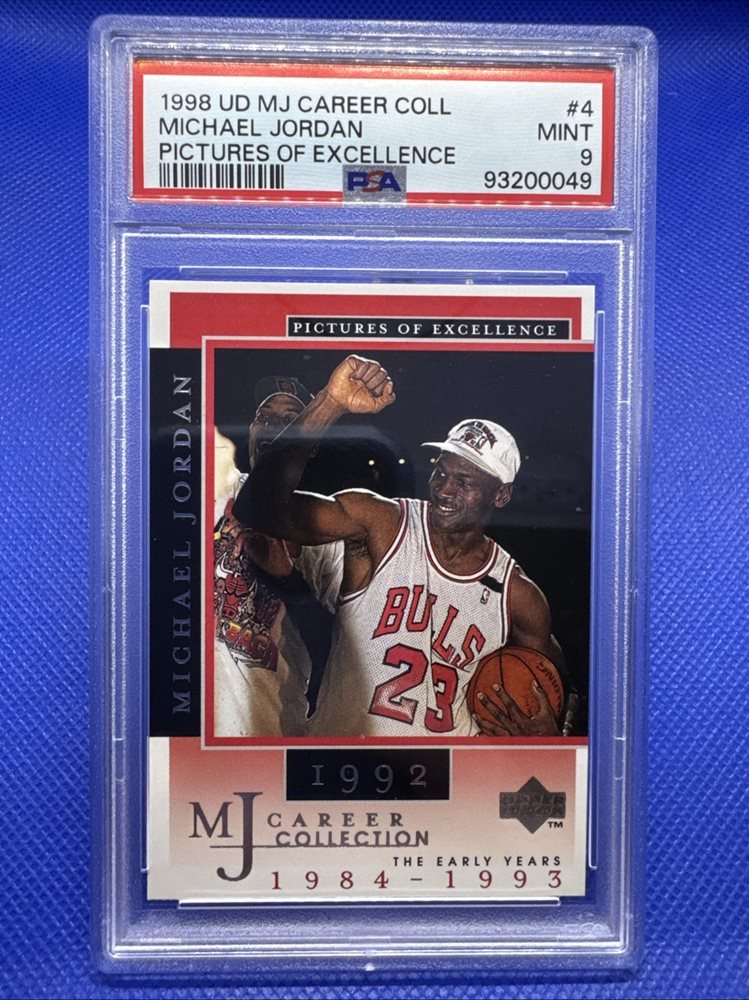 1998 UD MJ CAREER COLL #4
MICHAEL JORDAN MINT
PICTURES OF EXCELLENCE 9
PSA 93200049
PICTURES OF EXCELLENCE
MICHAEL JORDAN
BULLS
23
1992
MJ CAREER
COLLECTION
UPPER
DECK
TM
THE EARLY YEARS
1984-1993